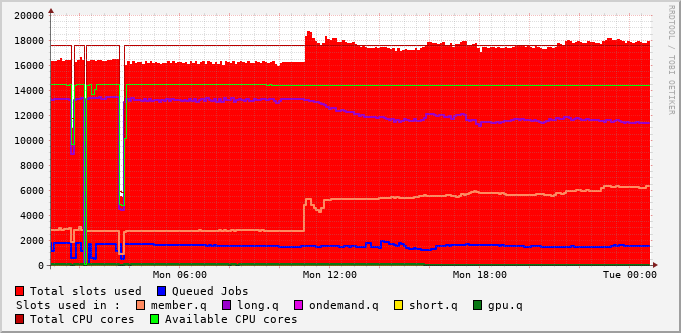 RRDTOOL / TOBI OETIKER
20000
18000
16000
14000
12000
10000
8000
6000
4000
2000
0
Mon 06:00 Mon 12:00 Mon 18:00 Tue 00:00
Total slots used Queued Jobs
Slots used in : member.q long.q ondemand.q short.q gpu.q
Total CPU cores Available CPU cores